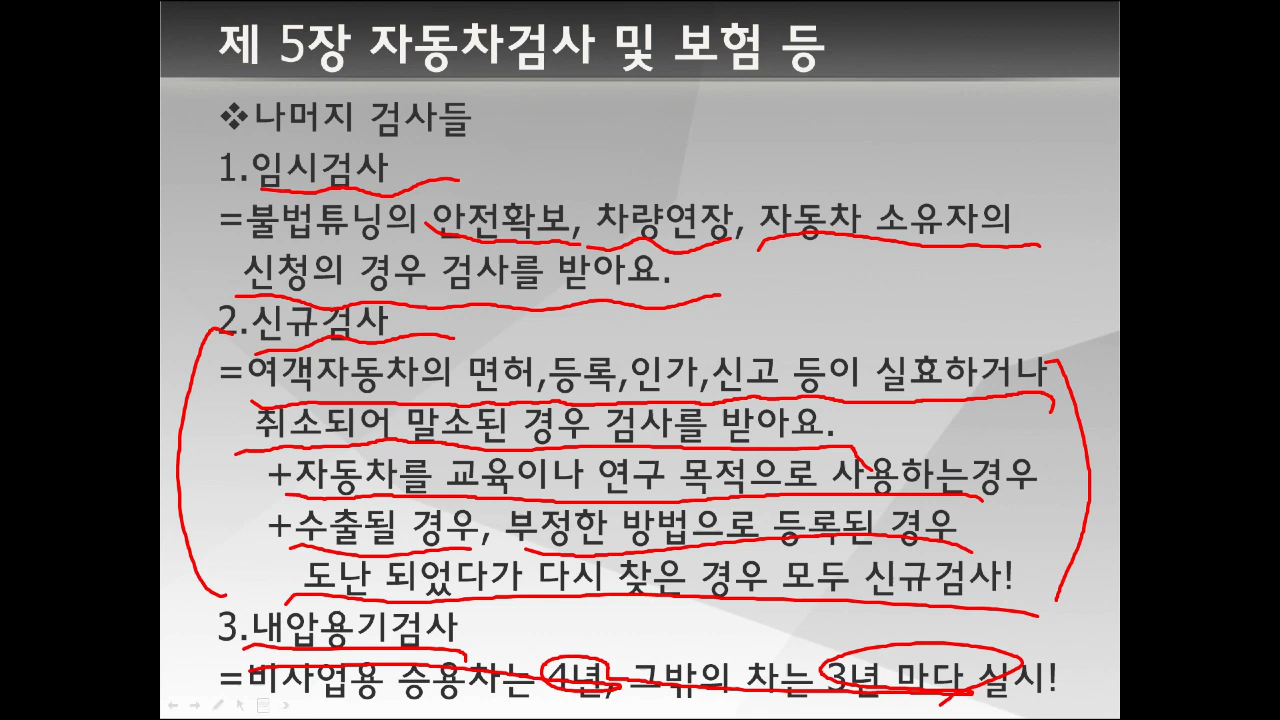 제 5장 자동차검사 및 보험 등
❖나머지 검사들
1.임시검사
=불법튜닝의 안전확보, 차량연장, 자동차 소유자의
신청의 경우 검사를 받아요.
2.신규검사
=여객자동차의 면허,등록,인가,신고 등이 실효하거나
취소되어 말소된 경우 검사를 받아요.
+자동차를 교육이나 연구 목적으로 사용하는경우
+수출될 경우, 부정한 방법으로 등록된 경우
도난 되었다가 다시 찾은 경우 모두 신규검사!
3.내압용기검사
=비사업용 승용차는 4년, 그밖의 차는 3년 마다 실시!